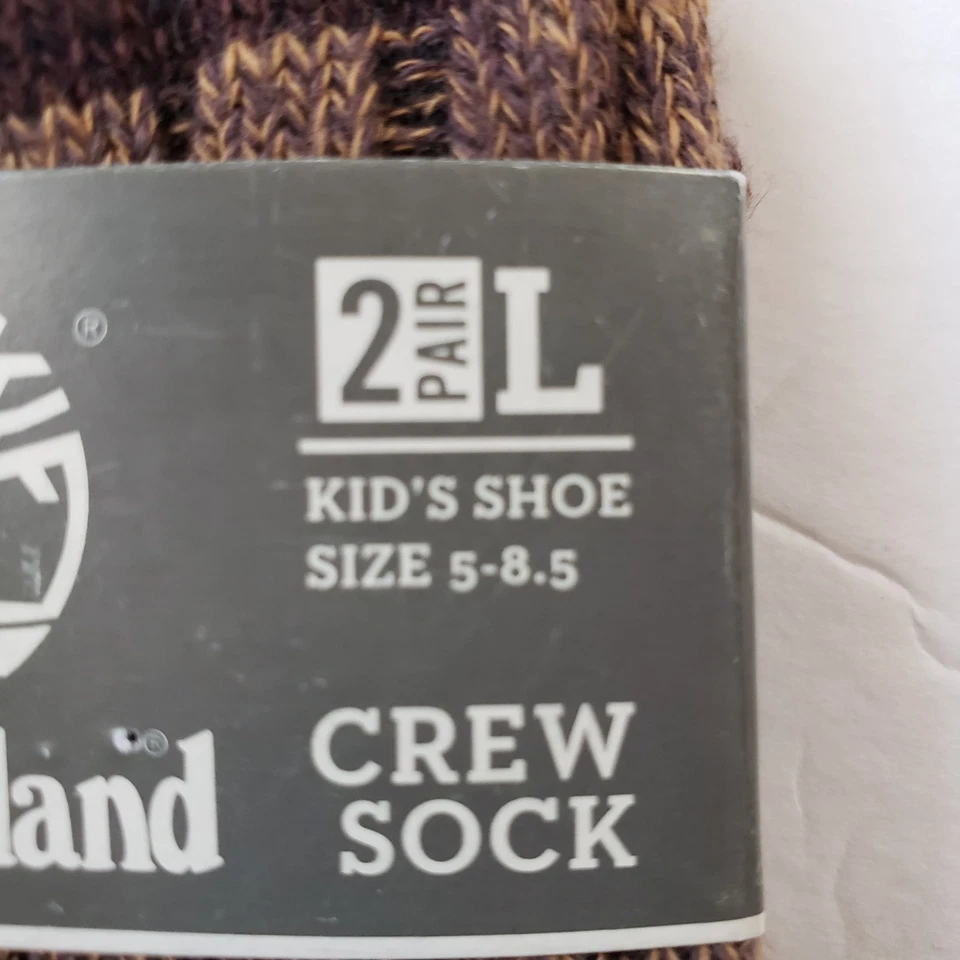 ®
2 PAIR L
KID'S SHOE
SIZE 5-8.5
®
land
CREW
SOCK